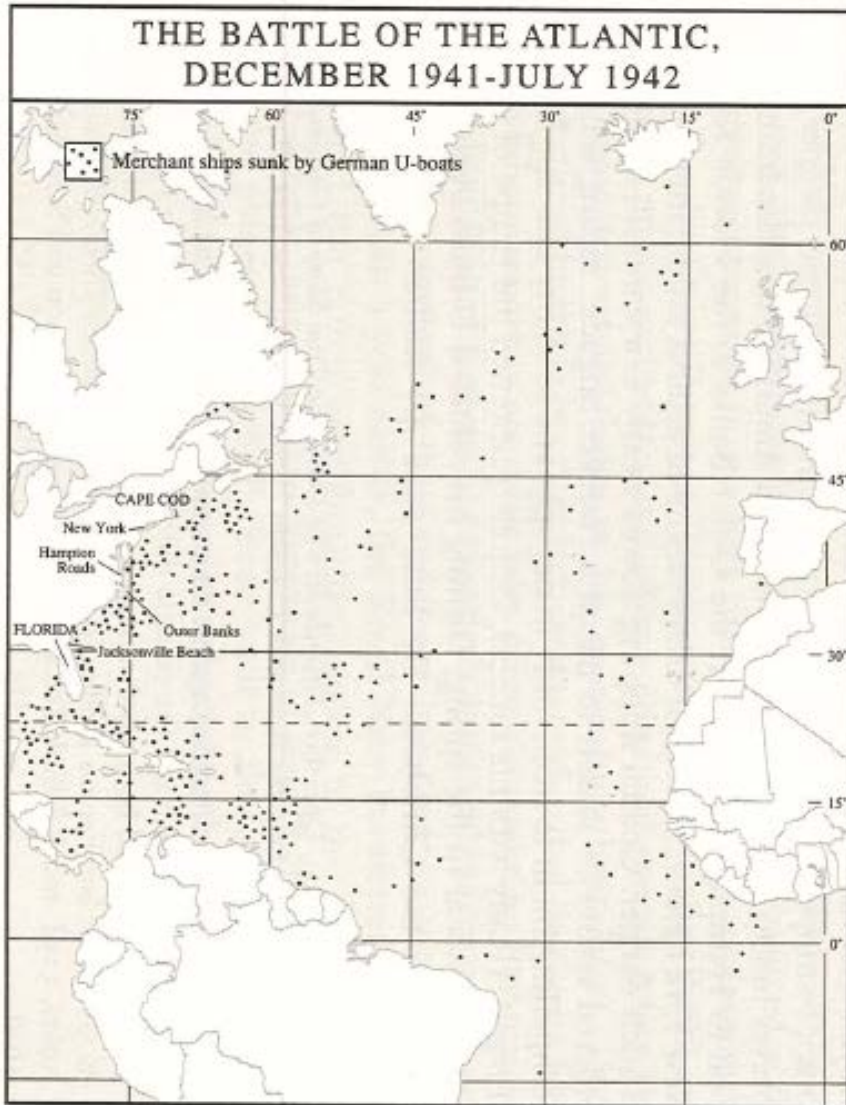 THE BATTLE OF THE ATLANTIC,
DECEMBER 1941-JULY 1942
75° 60° 45° 30° 15° 0°
Merchant ships sunk by German U-boats
60°
45°
CAPE COD
New York
Hampton
Roads
Outer Banks
FLORIDA
Jacksonville Beach
30°
15°
0°